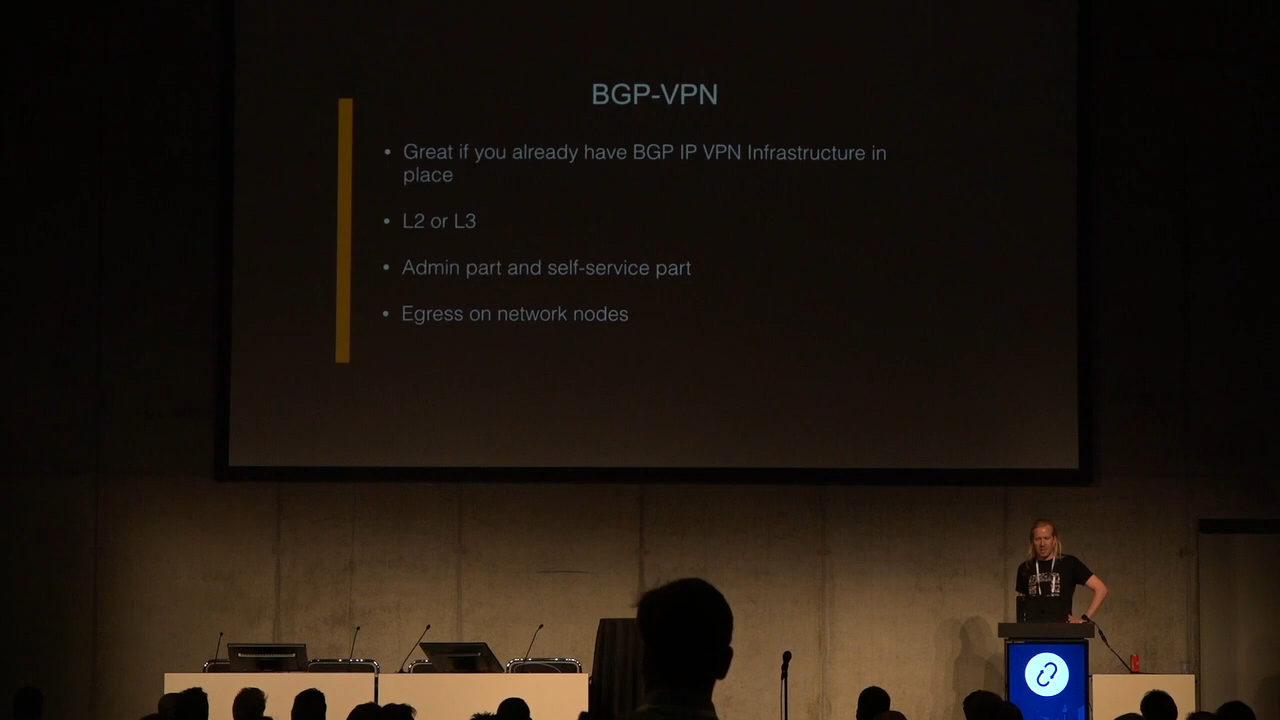 BGP-VPN
• Great if you already have BGP IP VPN Infrastructure in
place
• L2 or L3
• Admin part and self-service part
• Egress on network nodes